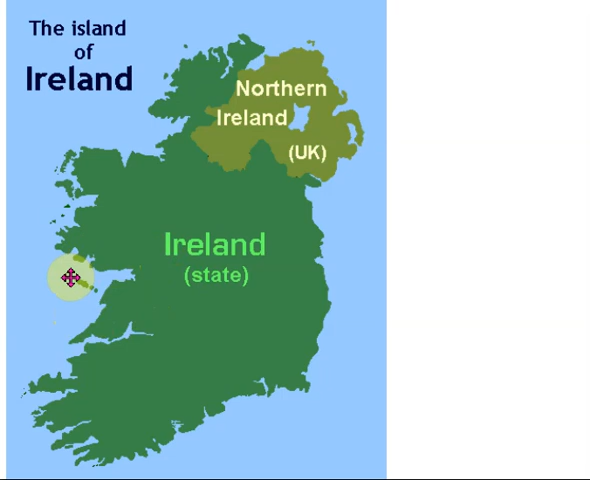 The island
of
Ireland
Northern
Ireland
(UK)
Ireland
(state)